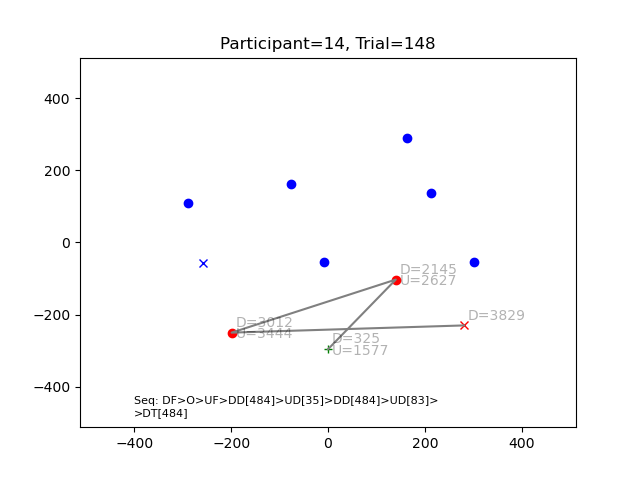 Participant=14, Trial=148
400
200
0
−200
−400
D=2145
U=2627
D=3012
U=3444
D=3829
D=325
U=1577
Seq: DF>O>UF>DD[484]>UD[35]>DD[484]>UD[83]>
>DT[484]
−400
−200
0
200
400